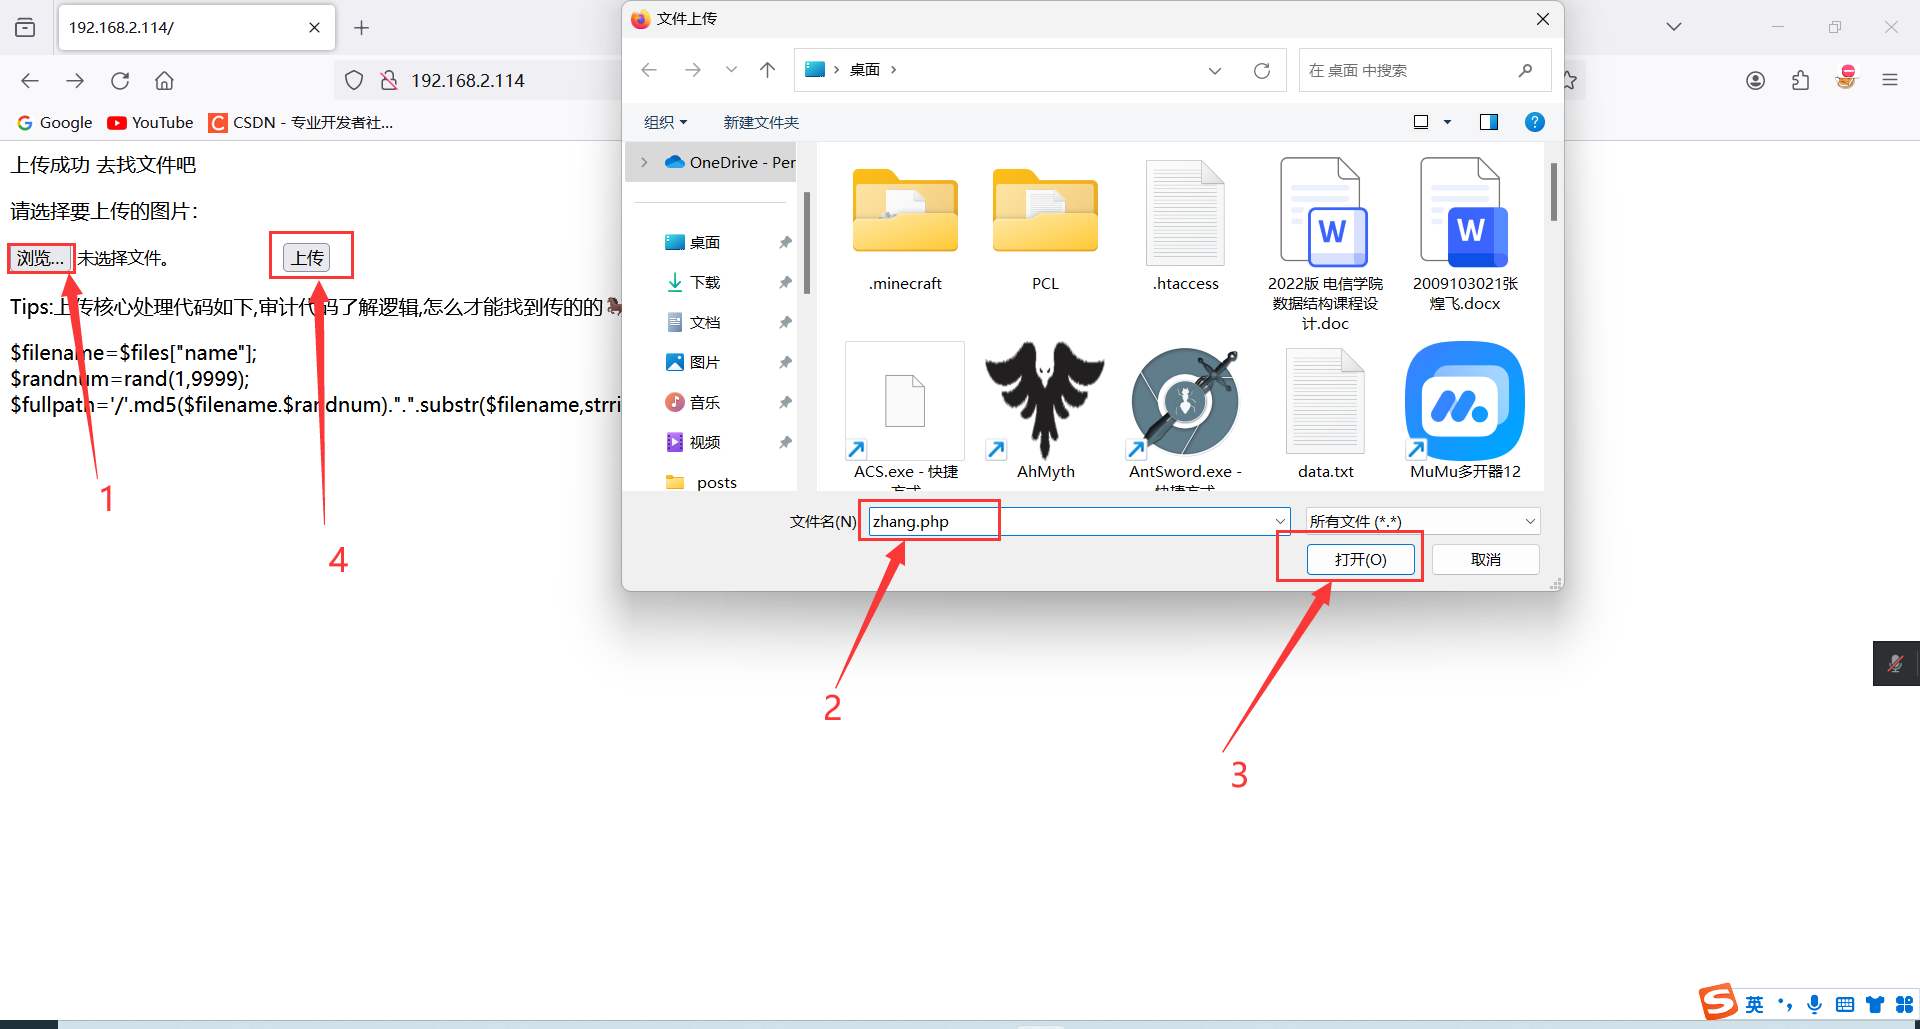 192.168.2.114/
192.168.2.114
Google
YouTube
CSDN - 专业开发者社...
上传成功 去找文件吧
请选择要上传的图片：
浏览... 未选择文件。
上传
Tips:上传核心处理代码如下,审计代码了解逻辑,怎么才能找到传的的
$filename=$files["name"];
$randnum=rand(1,9999);
$fullpath='/'.md5($filename.$randnum).".".substr($filename,strri
1
4
文件上传
桌面
在 桌面 中搜索
组织
新建文件夹
OneDrive - Per
桌面
下载
文档
图片
音乐
视频
posts
.minecraft
PCL
.htaccess
2022版 电信学院
数据结构课程设
计.doc
2009103021张
煌飞.docx
ACS.exe - 快捷
方式
AhMyth
AntSword.exe -
快捷方式
data.txt
MuMu多开器12
文件名(N)
zhang.php
所有文件 (*.*)
打开(O)
取消
2
3
英